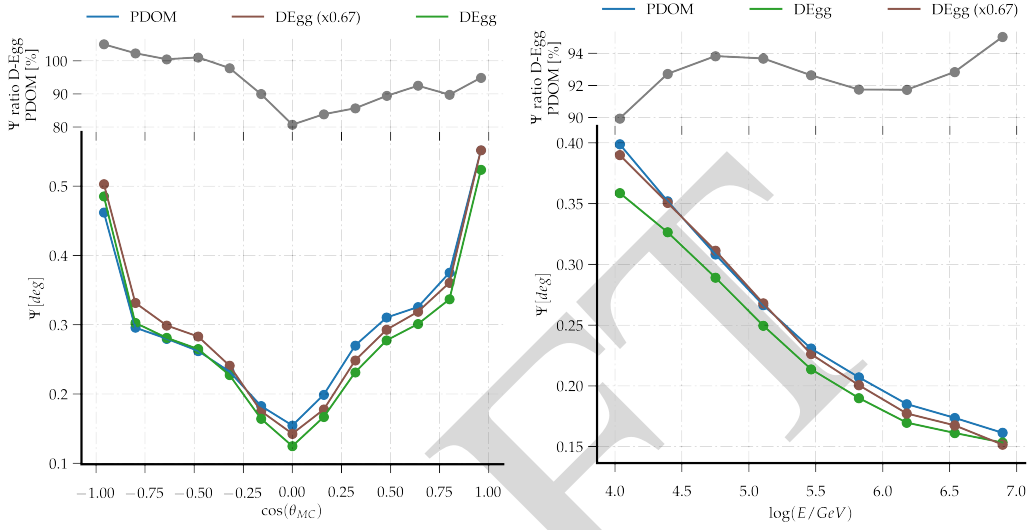 PDOM DEgg (x0.67) DEgg
Ψ ratio D-Egg
PDOM [%]
100
90
80
Ψ[deg]
0.5
0.4
0.3
0.2
0.1
−1.00 −0.75 −0.50 −0.25 0.00 0.25 0.50 0.75 1.00
cos(θMC)
PDOM DEgg DEgg (x0.67)
Ψ ratio D-Egg
PDOM [%]
94
92
90
Ψ[deg]
0.40
0.35
0.30
0.25
0.20
0.15
4.0 4.5 5.0 5.5 6.0 6.5 7.0
log(E/GeV)
FT